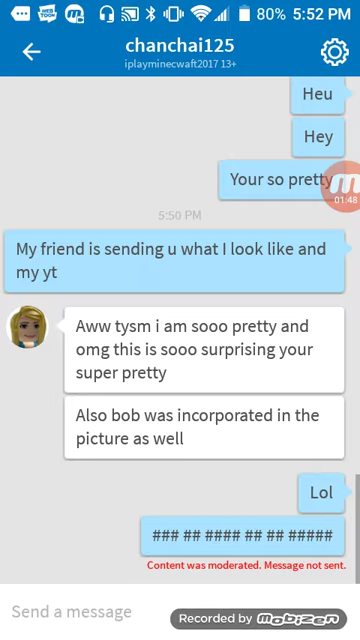 WEB TOON
80% 5:52 PM
chanchai125
iplayminecwaft2017 13+
Heu
Hey
Your so pretty
01:48
5:50 PM
My friend is sending u what I look like and
my yt
Aww tysm i am sooo pretty and
omg this is sooo surprising your
super pretty
Also bob was incorporated in the
picture as well
Lol
### ## #### ## ## #####
Content was moderated. Message not sent.
Send a message
Recorded by Mobizen